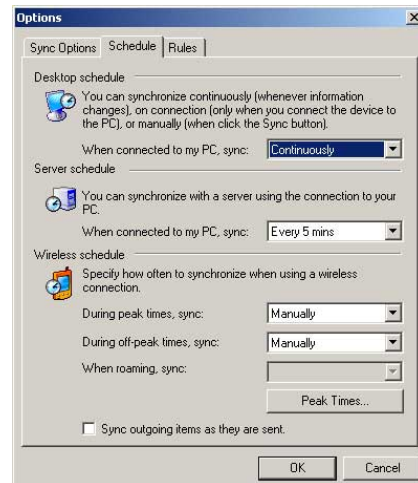 Options
Sync Options Schedule Rules
Desktop schedule
You can synchronize continuously (whenever information
changes), on connection (only when you connect the device to
the PC), or manually (when click the Sync button).
When connected to my PC, sync: Continuously
Server schedule
You can synchronize with a server using the connection to your
PC.
When connected to my PC, sync: Every 5 mins
Wireless schedule
Specify how often to synchronize when using a wireless
connection.
During peak times, sync: Manually
During off-peak times, sync: Manually
When roaming, sync:
Peak Times...
Sync outgoing items as they are sent.
OK Cancel